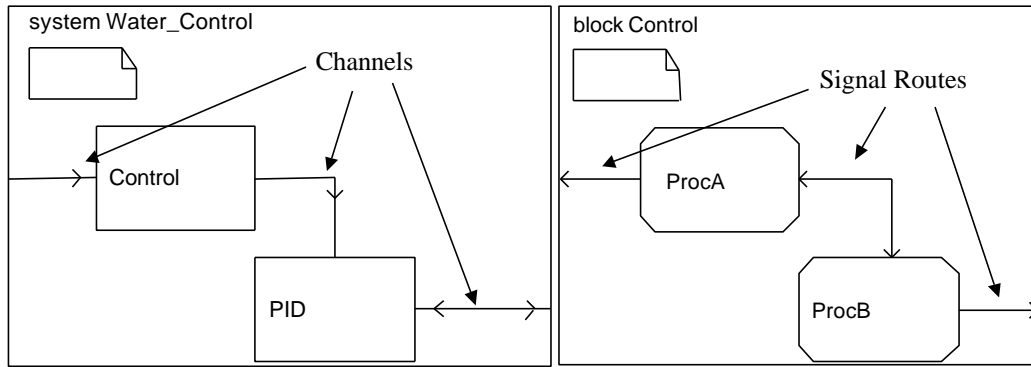 system Water_Control
Channels
Control
PID
block Control
Signal Routes
ProcA
ProcB